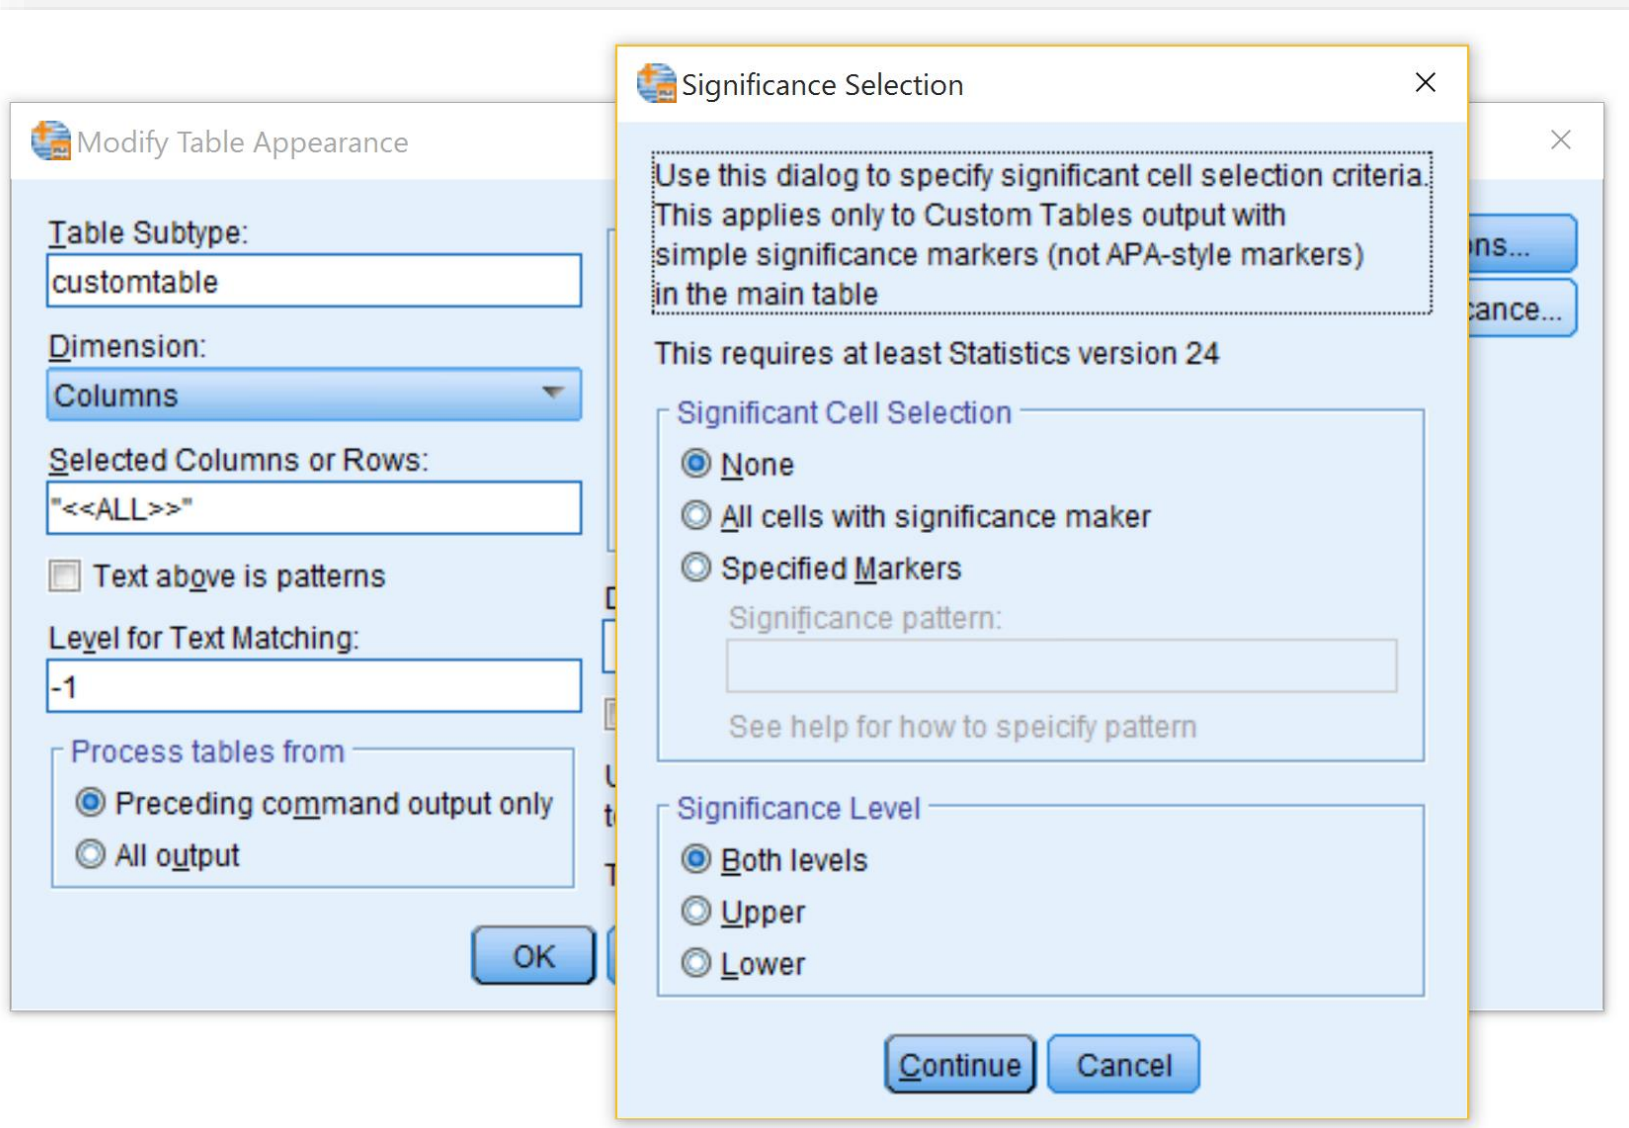 Significance Selection
Modify Table Appearance
Use this dialog to specify significant cell selection criteria.
This applies only to Custom Tables output with
simple significance markers (not APA-style markers)
in the main table
This requires at least Statistics version 24
Table Subtype:
customtable
Dimension:
Columns
Selected Columns or Rows:
"<<ALL>>"
Text above is patterns
Level for Text Matching:
-1
Process tables from
Preceding command output only
All output
OK
Significant Cell Selection
None
All cells with significance maker
Specified Markers
Significance pattern:
See help for how to speicify pattern
Significance Level
Both levels
Upper
Lower
Continue
Cancel
ons...
cance...